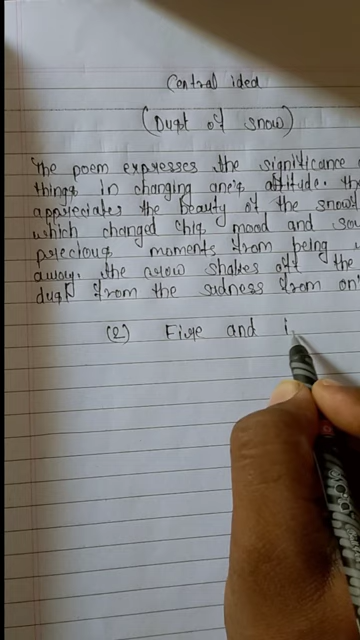 Central idea
(Dust of snow)
The poem expresses the significance
things in changing one's attitude. the
appreciates the beauty of the snow
which changed his mood and
precious moments from being
away. the crow shakes off the
dust from the sadness from on
(2) Fire and i